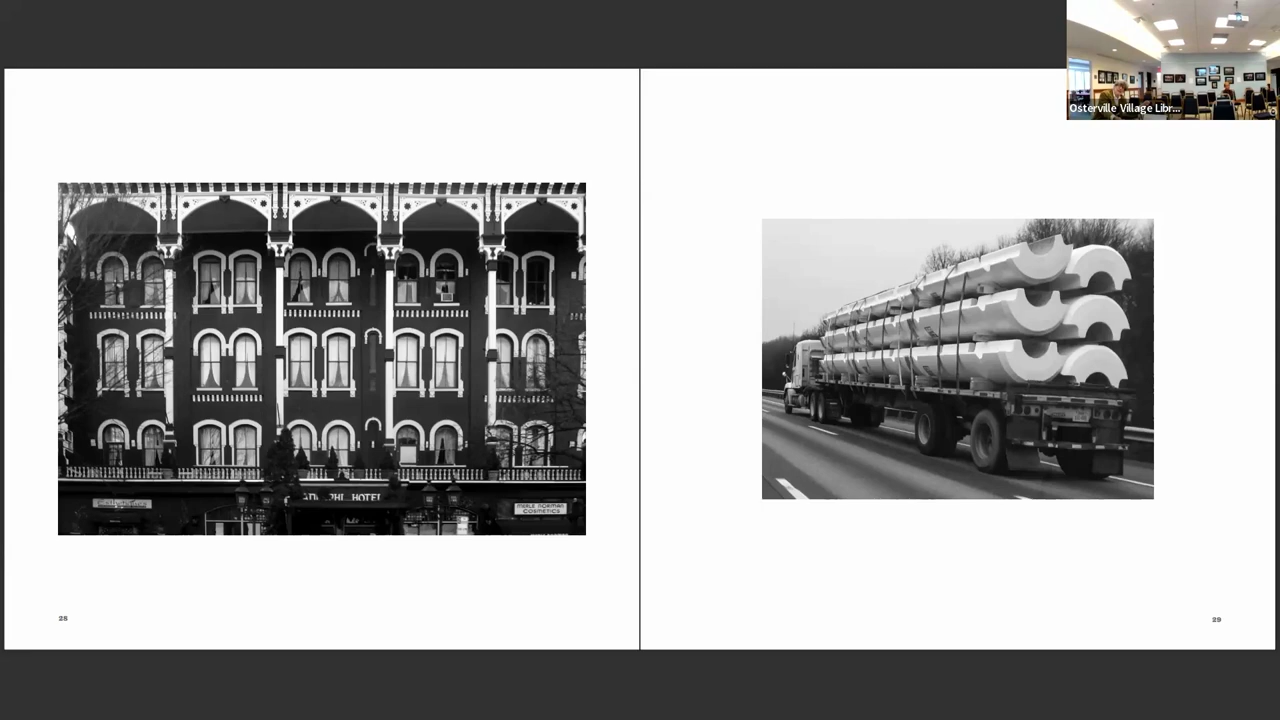 Osterville Village Libr...
ADELPHI HOTEL
MERLE NORMAN
COSMETICS
28
29